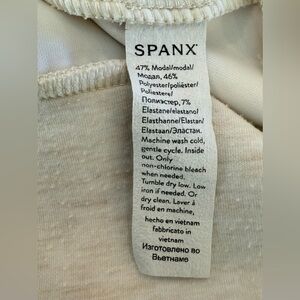 SPANX
47% Modal/modal/
Модал, 46%
Polyester/poliéster/
Poliestere/
Полиэстер, 7%
Elastane/elastano/
Elasthanne/Elastan/
Elastaan/Эластан.
Machine wash cold,
gentle cycle. Inside
out. Only
non-chlorine bleach
when needed.
Tumble dry low. Low
iron if needed. Or
dry clean. Laver à
froid en machine,
hecho en vietnam
fabbricato in
vietnam
Изготовлено во
Вьетнаме